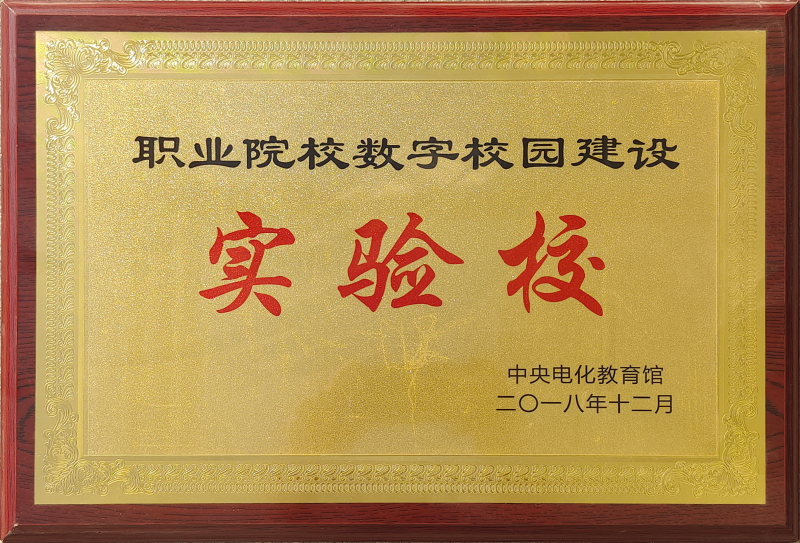 职业院校数字校园建设
实验校
中央电化教育馆
二〇一八年十二月